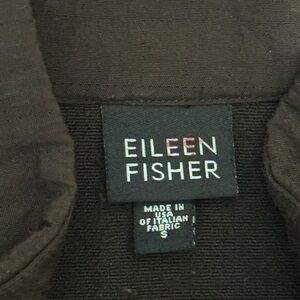 EILEEN
FISHER
MADE IN
USA
OF ITALIAN
FABRIC
S